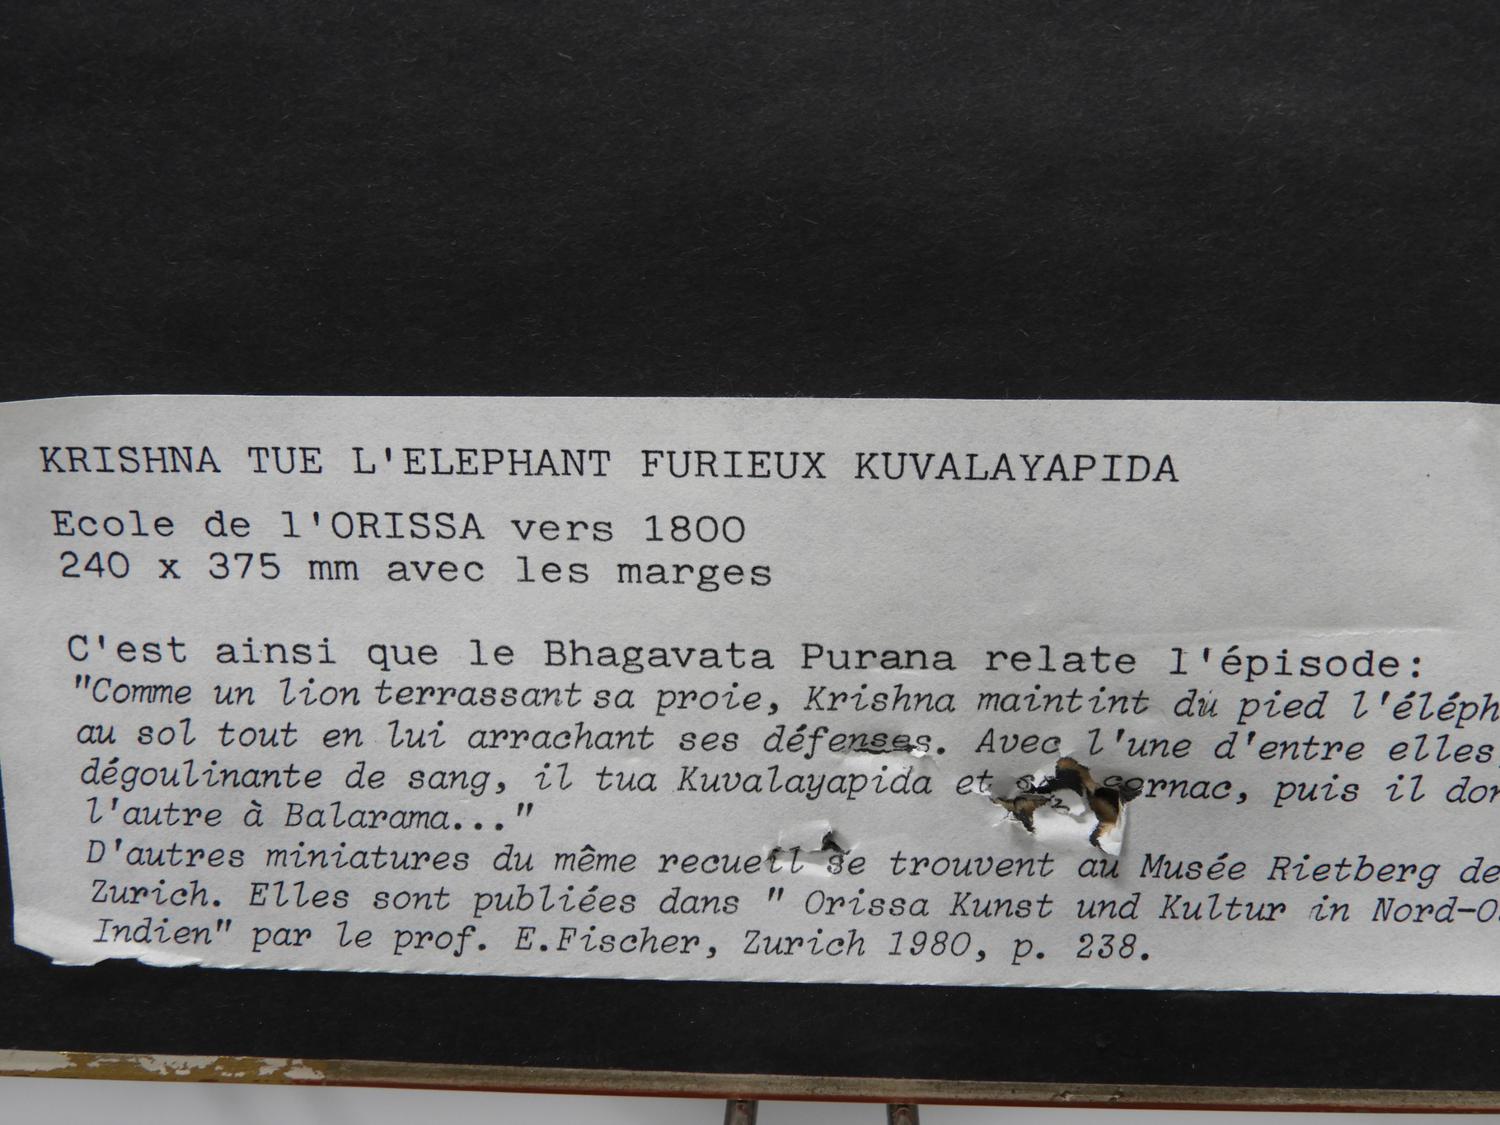 KRISHNA TUE L'ELEPHANT FURIEUX KUVALAYAPIDA
Ecole de l'ORISSA vers 1800
240 x 375 mm avec les marges
C'est ainsi que le Bhagavata Purana relate l'épisode:
"Comme un lion terrassant sa proie, Krishna maintint du pied l'éléph
au sol tout en lui arrachant ses défenses. Avec l'une d'entre elles,
dégoulinante de sang, il tua Kuvalayapida et cornac, puis il don
l'autre à Balarama..."
D'autres miniatures du même recueil se trouvent au Musée Rietberg de
Zurich. Elles sont publiées dans " Orissa Kunst und Kultur in Nord-O
Indien" par le prof. E.Fischer, Zurich 1980, p. 238.